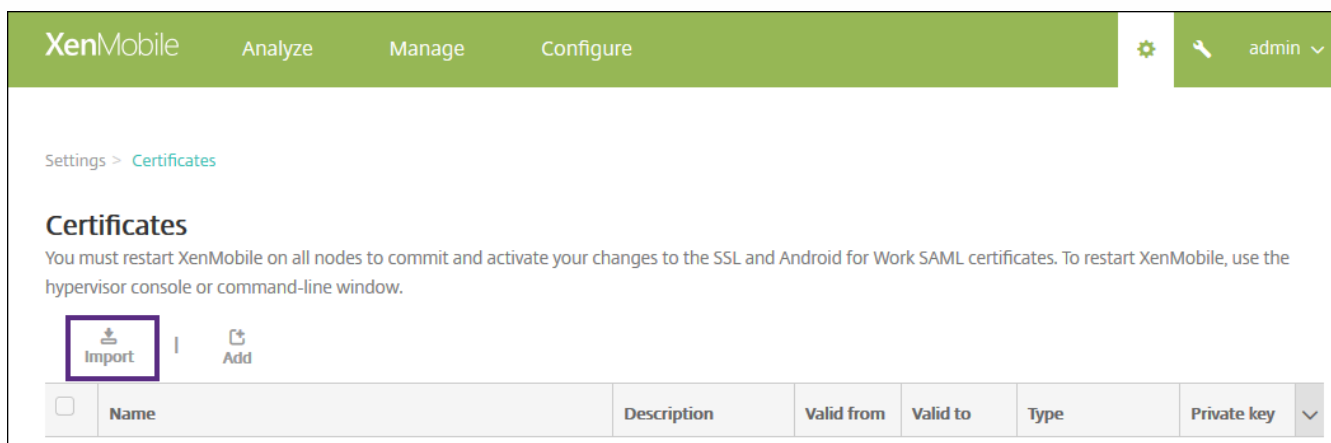 XenMobile Analyze Manage Configure admin
Settings > Certificates
Certificates
You must restart XenMobile on all nodes to commit and activate your changes to the SSL and Android for Work SAML certificates. To restart XenMobile, use the
hypervisor console or command-line window.
Import | Add
Name Description Valid from Valid to Type Private key